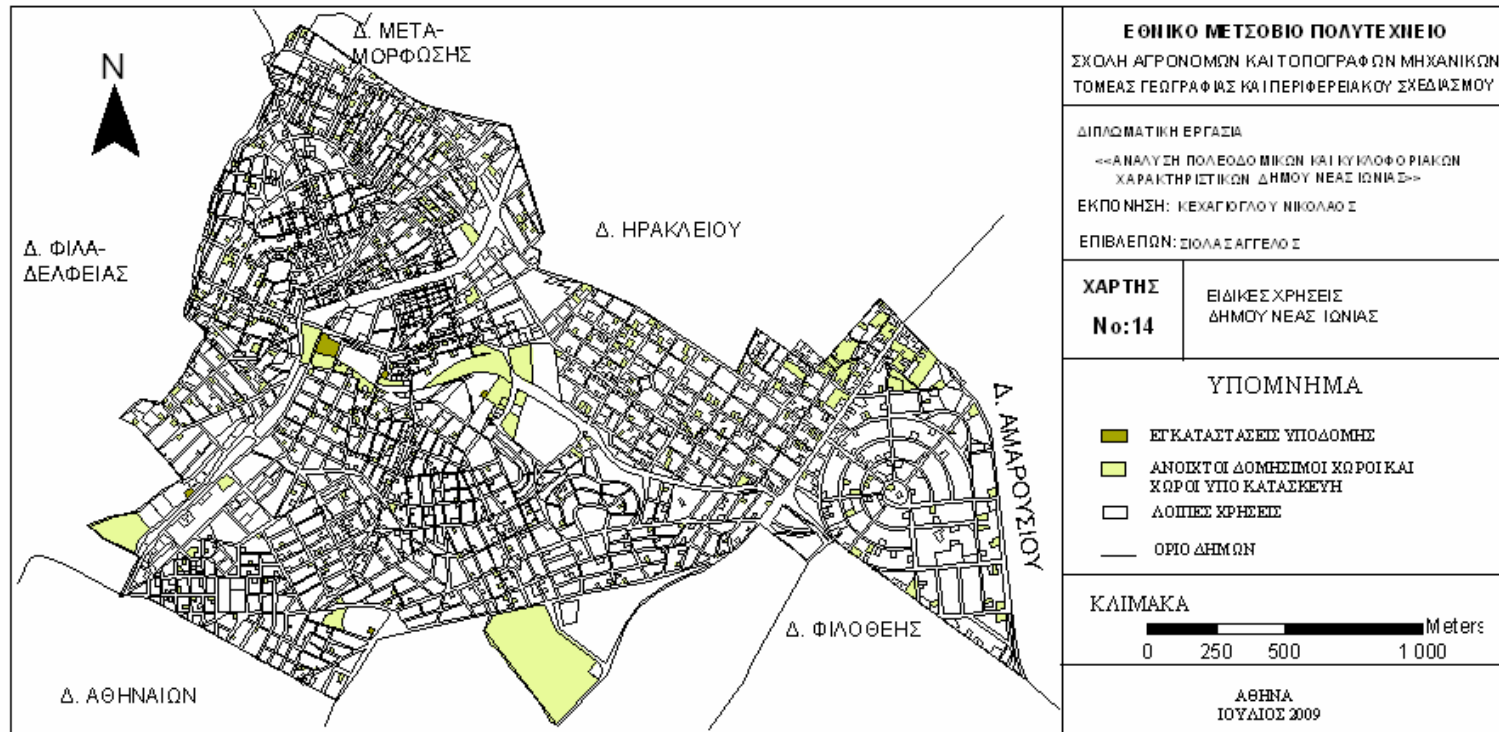 Δ. ΜΕΤΑ-
ΜΟΡΦΩΣΗΣ
N
Δ. ΗΡΑΚΛΕΙΟΥ
Δ. ΦΙΛΑ-
ΔΕΛΦΕΙΑΣ
Δ. ΑΜΑΡΟΥΣΙΟΥ
Δ. ΦΙΛΟΘΕΗΣ
Δ. ΑΘΗΝΑΙΩΝ
ΕΘΝΙΚΟ ΜΕΤΣΟΒΙΟ ΠΟΛΥΤΕΧΝΕΙΟ
ΣΧΟΛΗ ΑΓΡΟΝΟΜΩΝ ΚΑΙ ΤΟΠΟΓΡΑΦΩΝ ΜΗΧΑΝΙΚΩΝ
ΤΟΜΕΑΣ ΓΕΩΓΡΑΦΙΑΣ ΚΑΙ ΠΕΡΙΦΕΡΕΙΑΚΟΥ ΣΧΕΔΙΑΣΜΟΥ
ΔΙΠΛΩΜΑΤΙΚΗ ΕΡΓΑΣΙΑ
<<ΑΝΑΛΥΣΗ ΠΟΛΕΟΔΟΜΙΚΩΝ ΚΑΙ ΚΥΚΛΟΦΟΡΙΑΚΩΝ
ΧΑΡΑΚΤΗΡΙΣΤΙΚΩΝ ΔΗΜΟΥ ΝΕΑΣ ΙΩΝΙΑΣ>>
ΕΚΠΟΝΗΣΗ: ΚΕΧΑΓΙΟΓΛΟΥ ΝΙΚΟΛΑΟΣ
ΕΠΙΒΛΕΠΩΝ: ΣΙΟΛΑΣ ΑΓΓΕΛΟΣ
ΧΑΡΤΗΣ
Νο:14
ΕΙΔΙΚΕΣ ΧΡΗΣΕΙΣ
ΔΗΜΟΥ ΝΕΑΣ ΙΩΝΙΑΣ
ΥΠΟΜΝΗΜΑ
ΕΓΚΑΤΑΣΤΑΣΕΙΣ ΥΠΟΔΟΜΗΣ
ΑΝΟΙΧΤΟΙ ΔΟΜΗΣΙΜΟΙ ΧΩΡΟΙ ΚΑΙ
ΧΩΡΟΙ ΥΠΟ ΚΑΤΑΣΚΕΥΗ
ΛΟΙΠΕΣ ΧΡΗΣΕΙΣ
ΟΡΙΟ ΔΗΜΩΝ
ΚΛΙΜΑΚΑ
Meters
0 250 500 1 000
ΑΘΗΝΑ
ΙΟΥΛΙΟΣ 2009